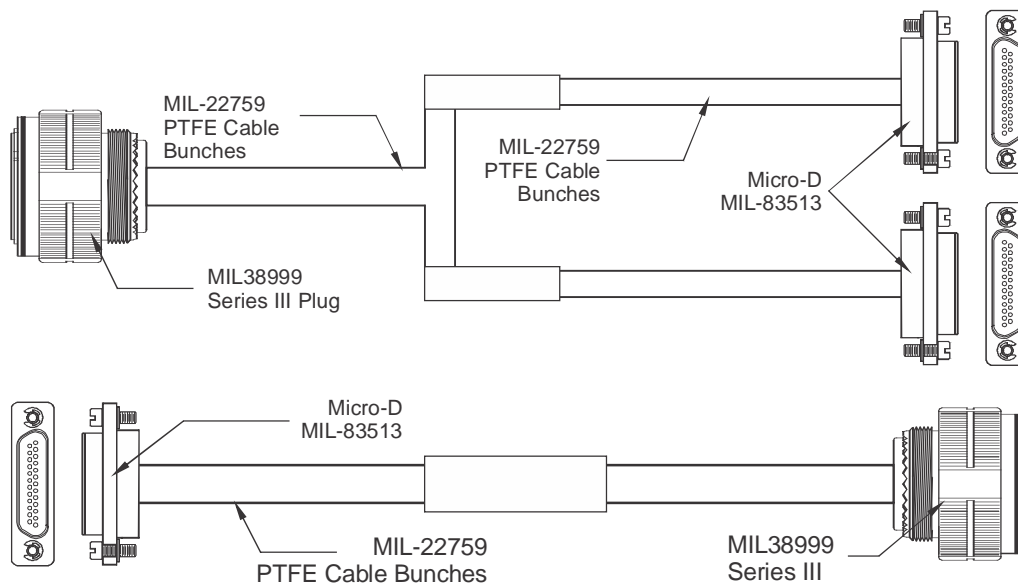 MIL-22759
PTFE Cable
Bunches
MIL-22759
PTFE Cable
Bunches
Micro-D
MIL-83513
MIL38999
Series III Plug
Micro-D
MIL-83513
MIL-22759
PTFE Cable Bunches
MIL38999
Series III